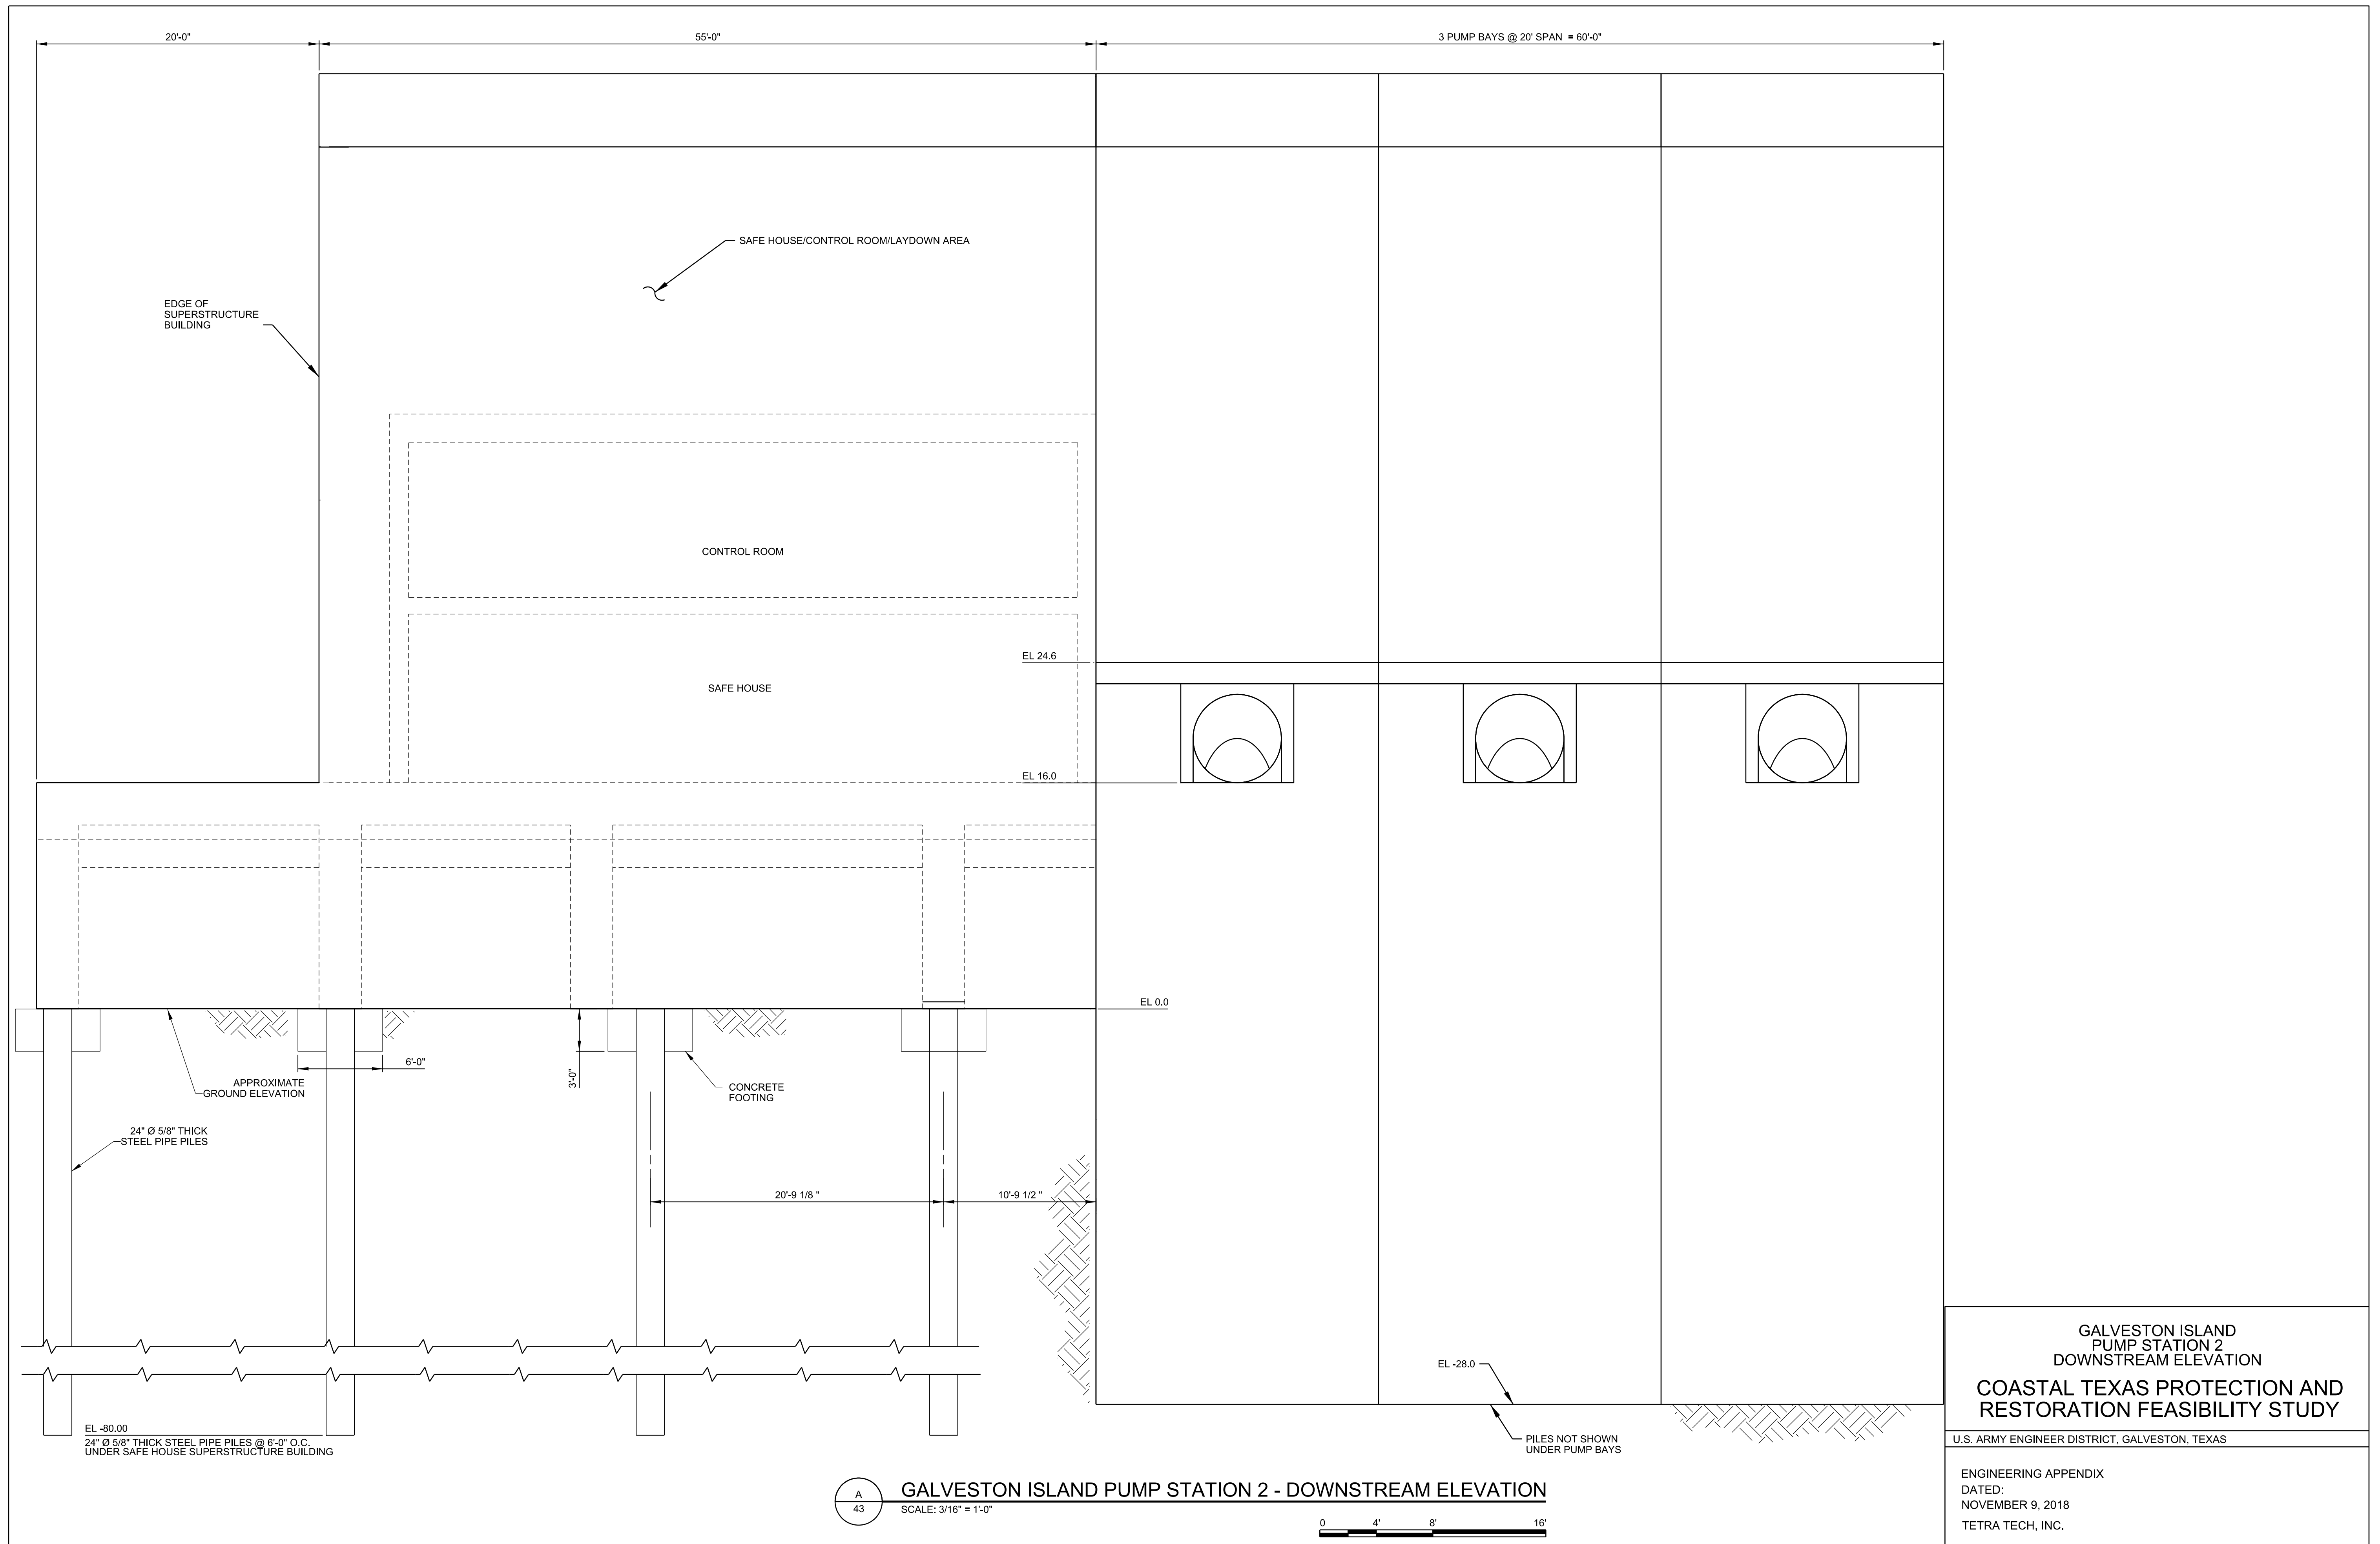 20'-0"
55'-0"
3 PUMP BAYS @ 20' SPAN = 60'-0"
SAFE HOUSE/CONTROL ROOM/LAYDOWN AREA
EDGE OF
SUPERSTRUCTURE
BUILDING
CONTROL ROOM
EL 24.6
SAFE HOUSE
EL 16.0
EL 0.0
6'-0"
3'-0"
APPROXIMATE
GROUND ELEVATION
CONCRETE
FOOTING
24" Ø 5/8" THICK
STEEL PIPE PILES
20'-9 1/8 "
10'-9 1/2 "
EL -28.0
EL -80.00
24" Ø 5/8" THICK STEEL PIPE PILES @ 6'-0" O.C.
UNDER SAFE HOUSE SUPERSTRUCTURE BUILDING
PILES NOT SHOWN
UNDER PUMP BAYS
A
43
GALVESTON ISLAND PUMP STATION 2 - DOWNSTREAM ELEVATION
SCALE: 3/16" = 1'-0"
0 4' 8' 16'
GALVESTON ISLAND
PUMP STATION 2
DOWNSTREAM ELEVATION
COASTAL TEXAS PROTECTION AND
RESTORATION FEASIBILITY STUDY
U.S. ARMY ENGINEER DISTRICT, GALVESTON, TEXAS
ENGINEERING APPENDIX
DATED:
NOVEMBER 9, 2018
TETRA TECH, INC.